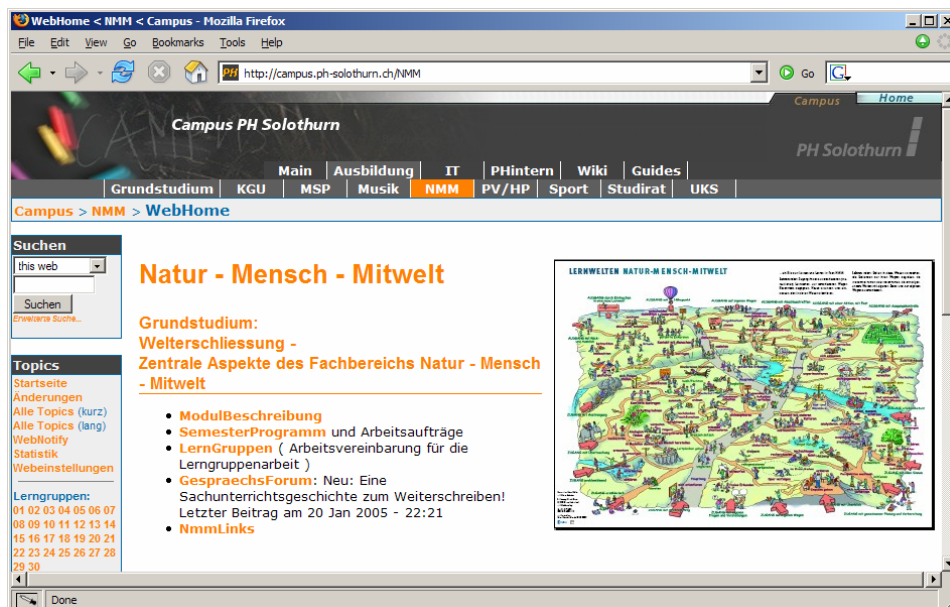 WebHome < NMM < Campus - Mozilla Firefox
File Edit View Go Bookmarks Tools Help
PH http://campus.ph-solothurn.ch/NMM Go G
Campus Home
CAMPUS
Campus PH Solothurn
PH Solothurn
Main Ausbildung IT PHintern Wiki Guides
Grundstudium KGU MSP Musik NMM PV/HP Sport Studirat UKS
Campus > NMM > WebHome
Suchen
this web
Suchen
Erweiterte Suche...
Topics
Startseite
Änderungen
Alle Topics (kurz)
Alle Topics (lang)
WebNotify
Statistik
Webeinstellungen
Lerngruppen:
01 02 03 04 05 06 07
08 09 10 11 12 13 14
15 16 17 18 19 20 21
22 23 24 25 26 27 28
29 30
Natur - Mensch - Mitwelt
Grundstudium:
Welterschliessung -
Zentrale Aspekte des Fachbereichs Natur - Mensch
- Mitwelt
ModulBeschreibung
SemesterProgramm und Arbeitsaufträge
LernGruppen ( Arbeitsvereinbarung für die
Lerngruppenarbeit )
GespraechsForum: Neu: Eine
Sachunterrichtsgeschichte zum Weiterschreiben!
Letzter Beitrag am 20 Jan 2005 - 22:21
NmmLinks
LERNWELTEN NATUR-MENSCH-MITWELT
Done